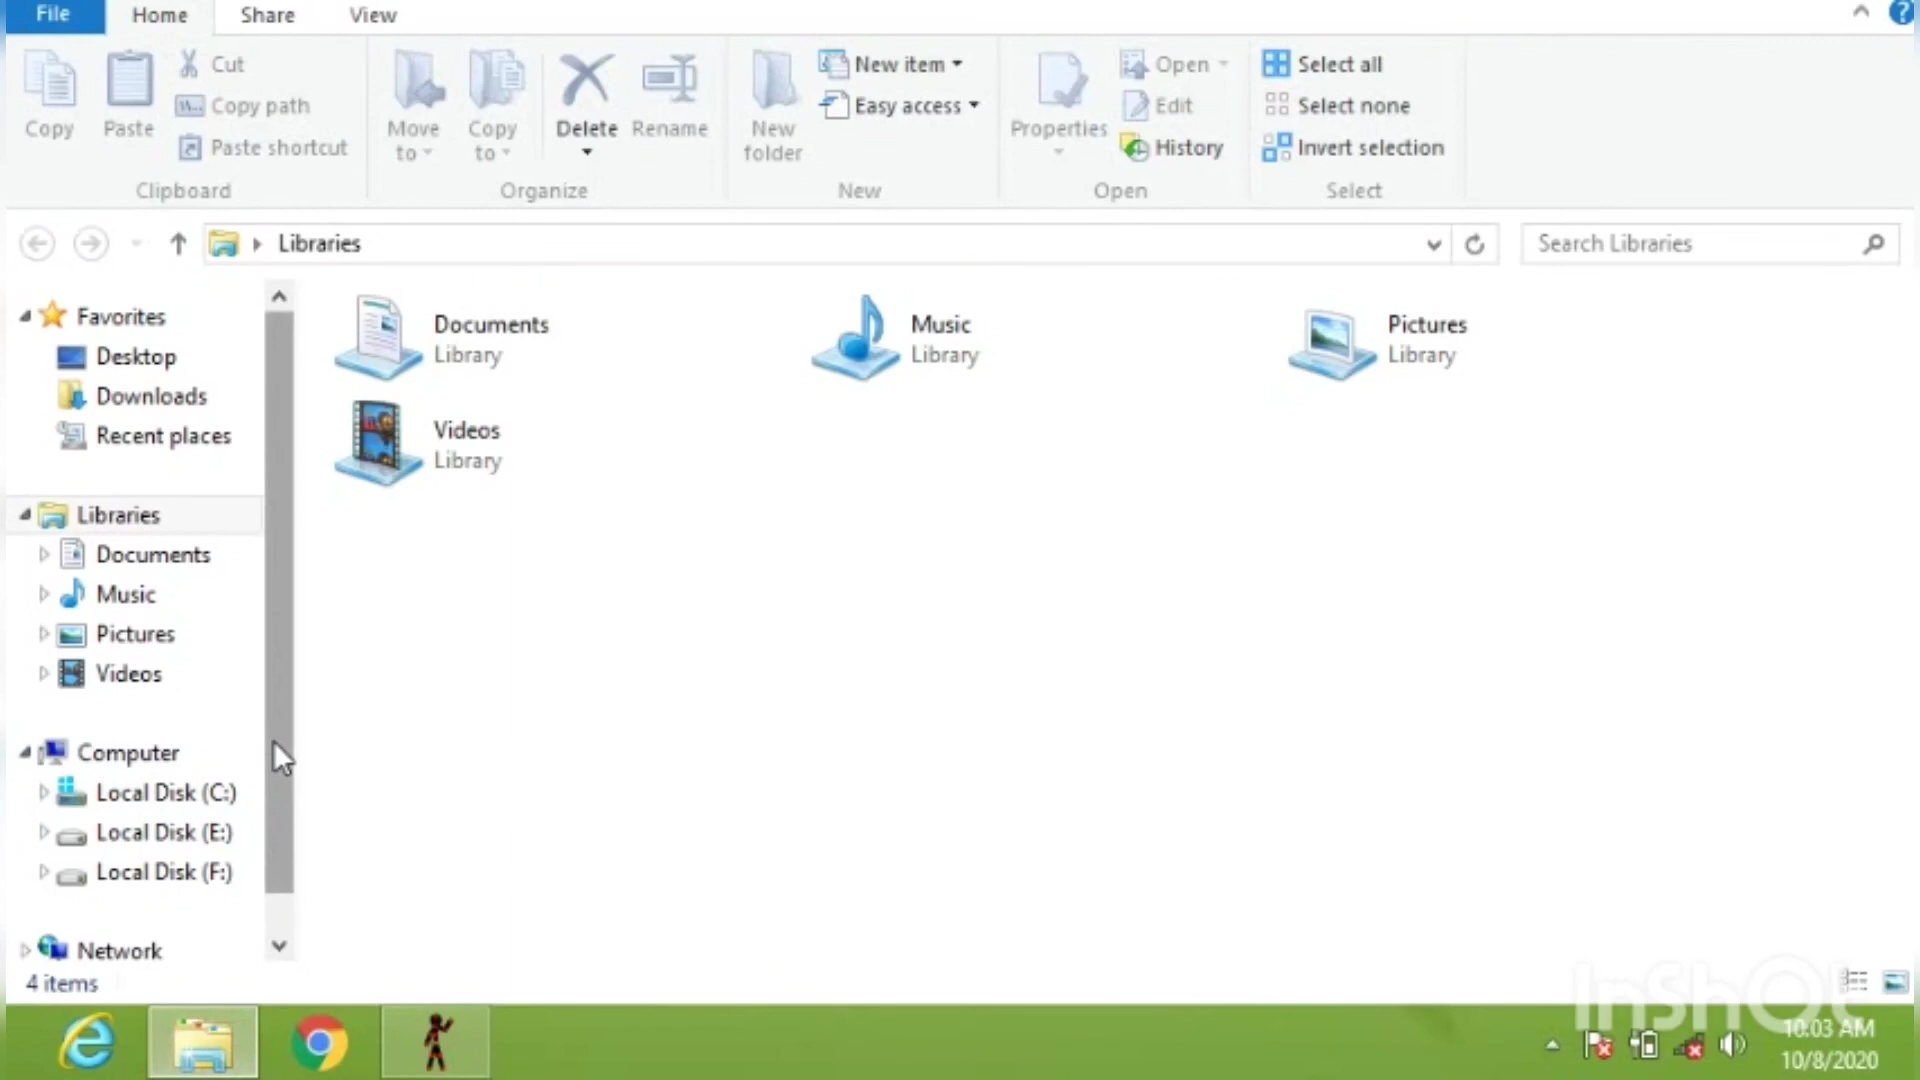 File Home Share View
Copy
Paste
Cut
Copy path
Paste shortcut
Clipboard
Move to
Copy to
Delete
Rename
Organize
New folder
New item
Easy access
New
Properties
Open
Edit
History
Open
Select all
Select none
Invert selection
Select
Libraries
Search Libraries
Favorites
Desktop
Downloads
Recent places
Libraries
Documents
Music
Pictures
Videos
Computer
Local Disk (C:)
Local Disk (E:)
Local Disk (F:)
Network
Documents
Library
Music
Library
Pictures
Library
Videos
Library
4 items
InShOt
10:03 AM
10/8/2020